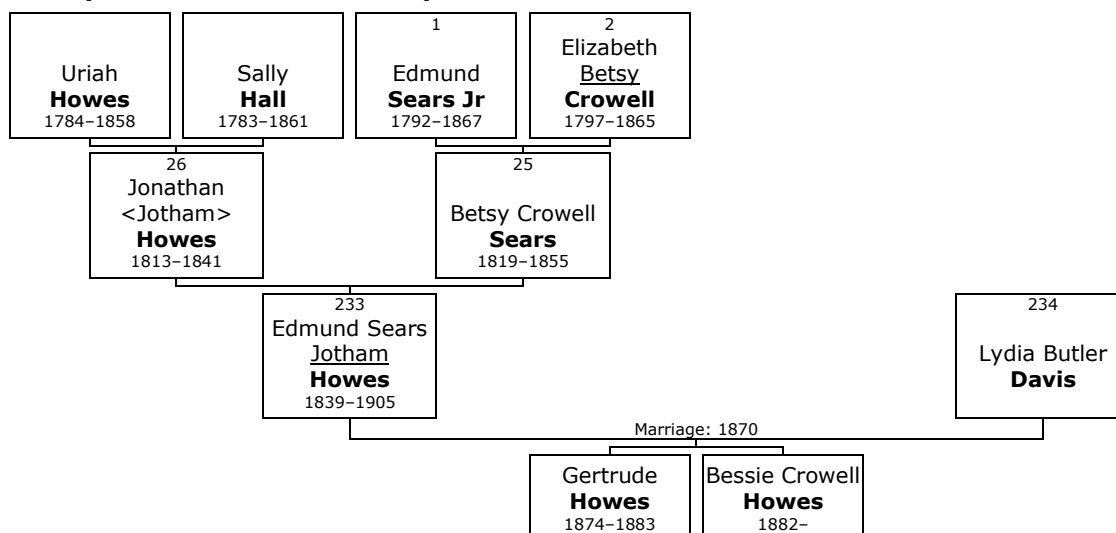 Uriah
Howes
1784–1858
Sally
Hall
1783–1861
1
Edmund
Sears Jr
1792–1867
2
Elizabeth
Betsy
Crowell
1797–1865
26
Jonathan
<Jotham>
Howes
1813–1841
25
Betsy Crowell
Sears
1819–1855
233
Edmund Sears
Jotham
Howes
1839–1905
234
Lydia Butler
Davis
Marriage: 1870
Gertrude
Howes
1874–1883
Bessie Crowell
Howes
1882–